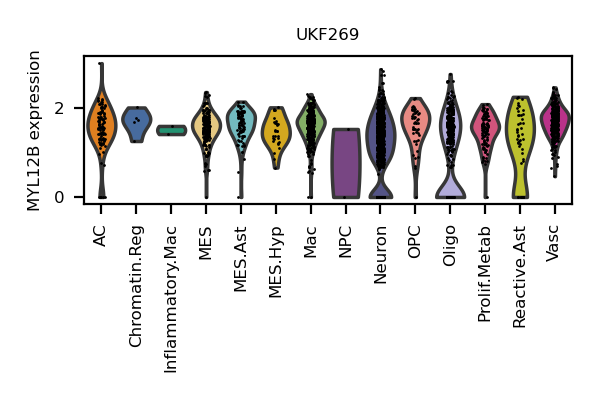 UKF269
MYL12B expression
2
0
AC
Chromatin.Reg
Inflammatory.Mac
MES
MES.Ast
MES.Hyp
Mac
NPC
Neuron
OPC
Oligo
Prolif.Metab
Reactive.Ast
Vasc